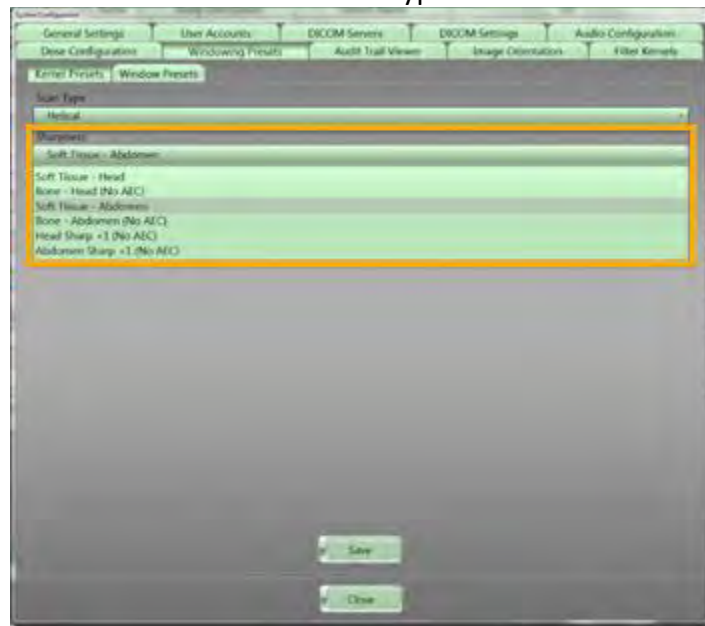 yp
System Configuration
General Settings User Accounts DICOM Servers DICOM Settings Audio Configuration
Dose Configuration Windowing Presets Audit Trail Viewer Image Orientation Filter Kernels
Kernel Presets Window Presets
Scan Type
Helical
Sharpness
Soft Tissue - Abdomen
Soft Tissue - Head
Bone - Head (No AEC)
Soft Tissue - Abdomen
Bone - Abdomen (No AEC)
Head Sharp +1 (No AEC)
Abdomen Sharp +1 (No AEC)
Save
Close